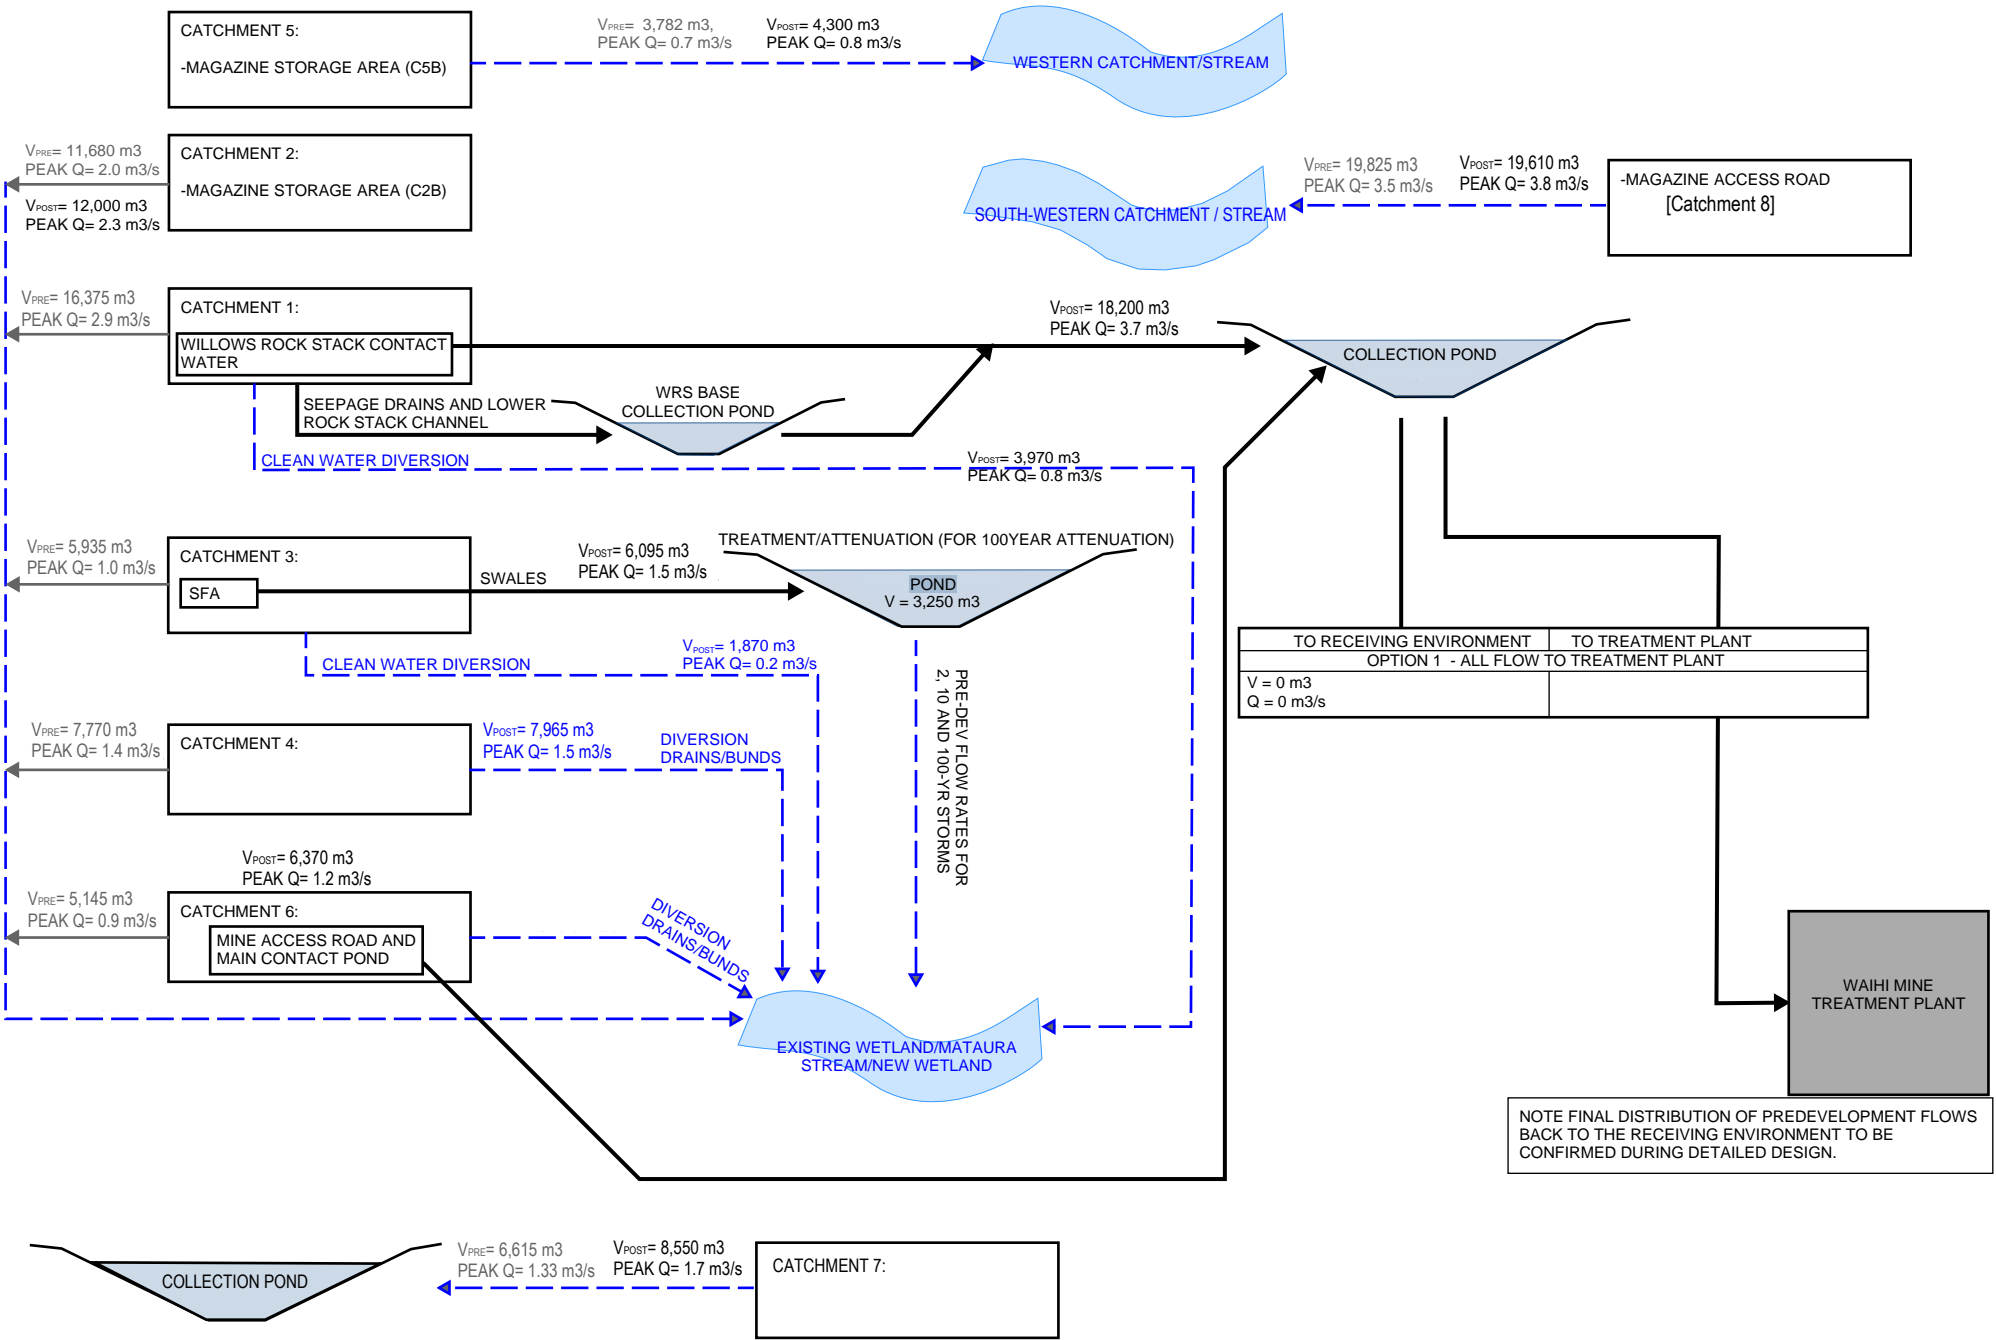 CATCHMENT 5:
-MAGAZINE STORAGE AREA (C5B)
VPRE= 3,782 m3,
PEAK Q= 0.7 m3/s
VPOST= 4,300 m3
PEAK Q= 0.8 m3/s
WESTERN CATCHMENT/STREAM
VPRE= 11,680 m3
PEAK Q= 2.0 m3/s
VPOST= 12,000 m3
PEAK Q= 2.3 m3/s
CATCHMENT 2:
-MAGAZINE STORAGE AREA (C2B)
SOUTH-WESTERN CATCHMENT / STREAM
VPRE= 19,825 m3
PEAK Q= 3.5 m3/s
VPOST= 19,610 m3
PEAK Q= 3.8 m3/s
-MAGAZINE ACCESS ROAD
[Catchment 8]
VPRE= 16,375 m3
PEAK Q= 2.9 m3/s
CATCHMENT 1:
WILLOWS ROCK STACK CONTACT
WATER
VPOST= 18,200 m3
PEAK Q= 3.7 m3/s
COLLECTION POND
SEEPAGE DRAINS AND LOWER
ROCK STACK CHANNEL
WRS BASE
COLLECTION POND
CLEAN WATER DIVERSION
VPOST= 3,970 m3
PEAK Q= 0.8 m3/s
VPRE= 5,935 m3
PEAK Q= 1.0 m3/s
CATCHMENT 3:
SFA
SWALES
VPOST= 6,095 m3
PEAK Q= 1.5 m3/s
TREATMENT/ATTENUATION (FOR 100YEAR ATTENUATION)
POND
V = 3,250 m3
CLEAN WATER DIVERSION
VPOST= 1,870 m3
PEAK Q= 0.2 m3/s
PRE-DEV FLOW RATES FOR
2, 10 AND 100-YR STORMS
TO RECEIVING ENVIRONMENT
TO TREATMENT PLANT
OPTION 1 - ALL FLOW TO TREATMENT PLANT
V = 0 m3
Q = 0 m3/s
VPRE= 7,770 m3
PEAK Q= 1.4 m3/s
CATCHMENT 4:
VPOST= 7,965 m3
PEAK Q= 1.5 m3/s
DIVERSION
DRAINS/BUNDS
VPOST= 6,370 m3
PEAK Q= 1.2 m3/s
VPRE= 5,145 m3
PEAK Q= 0.9 m3/s
CATCHMENT 6:
MINE ACCESS ROAD AND
MAIN CONTACT POND
DIVERSION
DRAINS/BUNDS
EXISTING WETLAND/MATAURA
STREAM/NEW WETLAND
WAIHI MINE
TREATMENT PLANT
NOTE FINAL DISTRIBUTION OF PREDEVELOPMENT FLOWS
BACK TO THE RECEIVING ENVIRONMENT TO BE
CONFIRMED DURING DETAILED DESIGN.
COLLECTION POND
VPRE= 6,615 m3
PEAK Q= 1.33 m3/s
VPOST= 8,550 m3
PEAK Q= 1.7 m3/s
CATCHMENT 7: